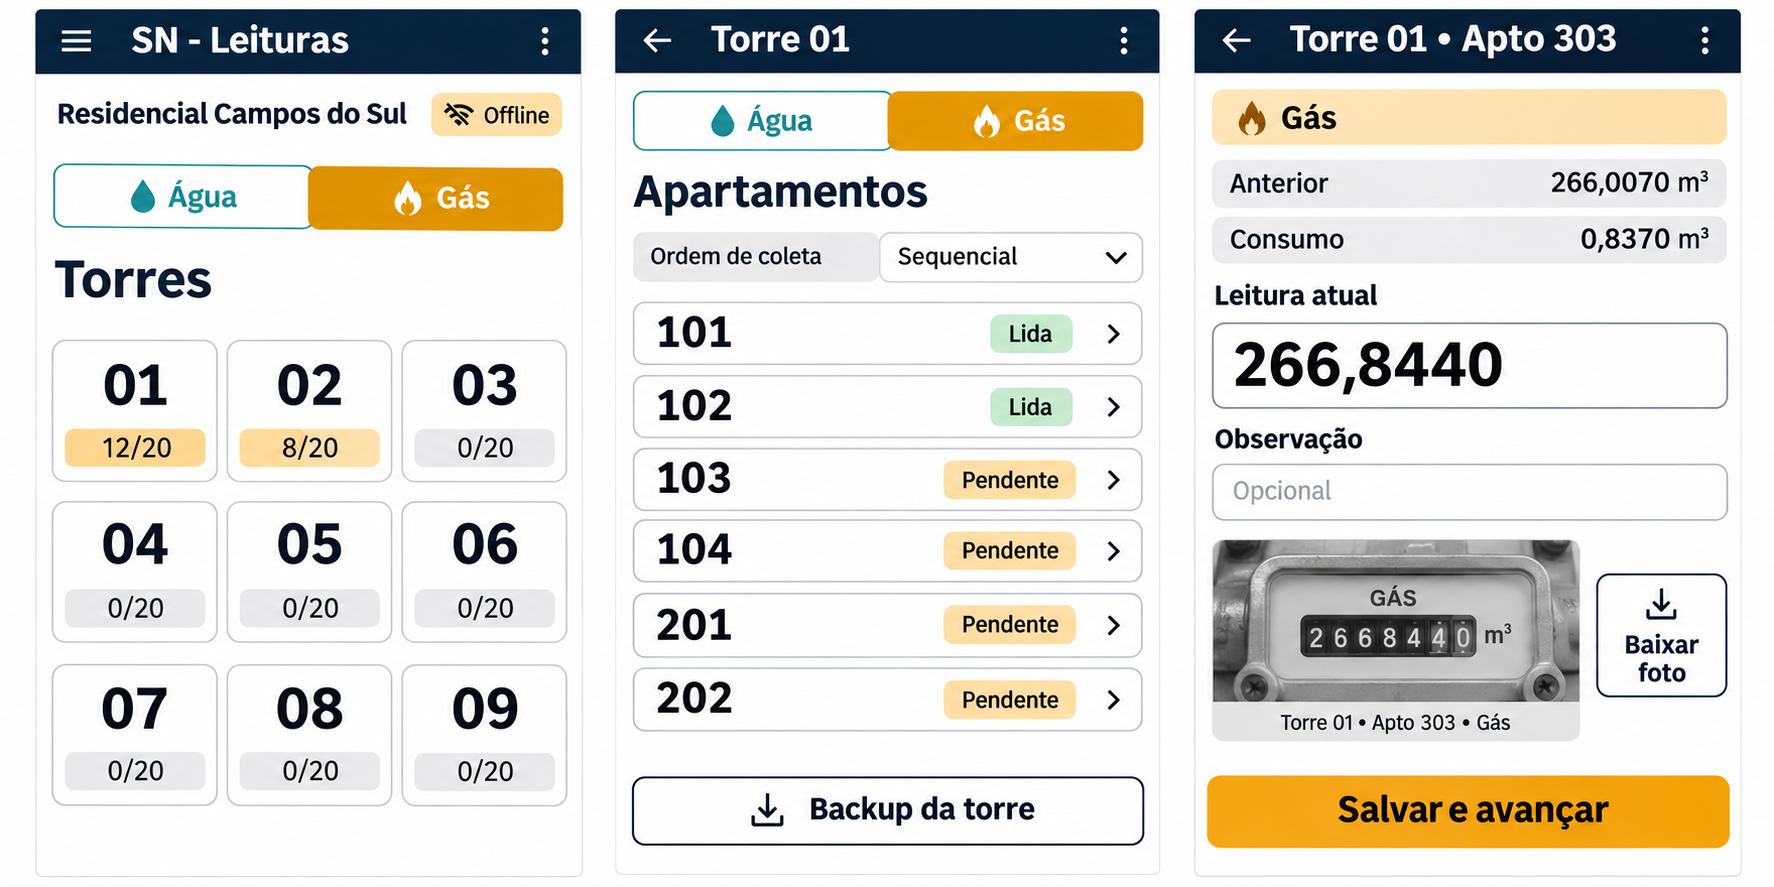 SN - Leituras
Residencial Campos do Sul
Offline
Água
Gás
Torres
01
02
03
12/20
8/20
0/20
04
05
06
0/20
0/20
0/20
07
08
09
0/20
0/20
0/20
Torre 01
Água
Gás
Apartamentos
Ordem de coleta
Sequencial
101
Lida
102
Lida
103
Pendente
104
Pendente
201
Pendente
202
Pendente
Backup da torre
Torre 01 • Apto 303
Gás
Anterior
266,0070 m³
Consumo
0,8370 m³
Leitura atual
266,8440
Observação
Opcional
GÁS
2668440 m³
Torre 01 • Apto 303 • Gás
Baixar
foto
Salvar e avançar